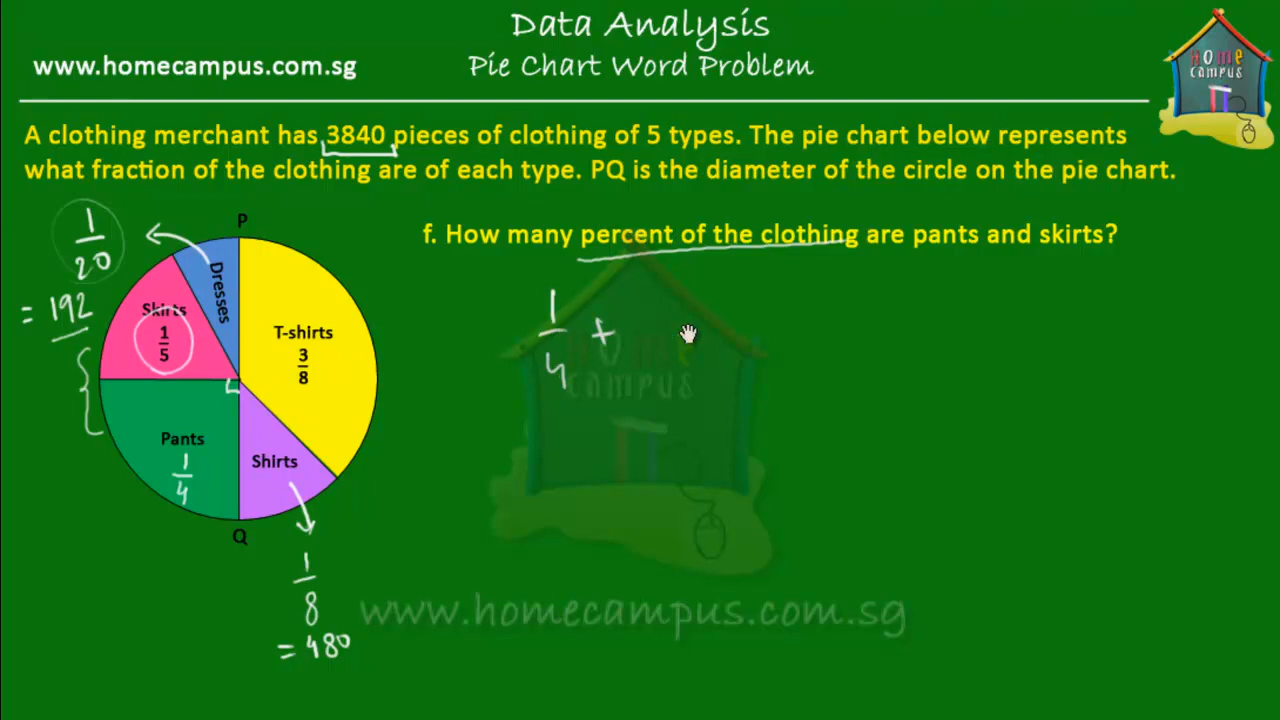 Data Analysis
www.homecampus.com.sg
Pie Chart Word Problem
HOME
campus
A clothing merchant has 3840 pieces of clothing of 5 types. The pie chart below represents
what fraction of the clothing are of each type. PQ is the diameter of the circle on the pie chart.
f. How many percent of the clothing are pants and skirts?
1/20
= 192
P
Dresses
Skirts
1/5
T-shirts
3/8
Pants
1/4
Shirts
Q
1/8
= 480
1/4 +
HOME
campus
www.homecampus.com.sg